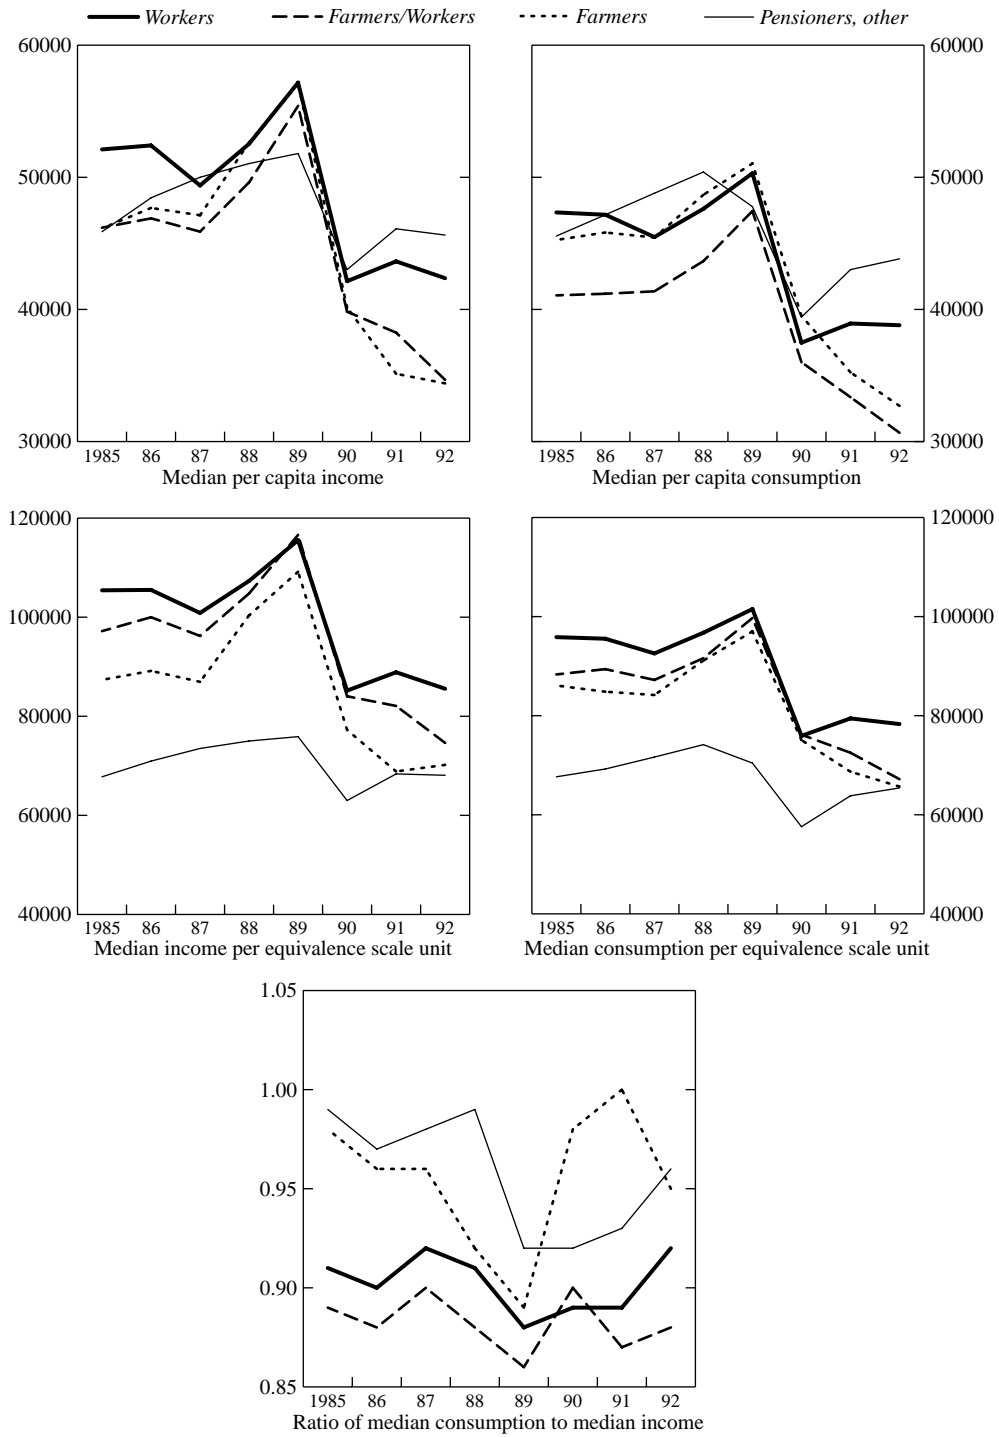 Workers Farmers/Workers Farmers Pensioners, other
60000 60000
50000 50000
40000 40000
30000 30000
1985 86 87 88 89 90 91 92 1985 86 87 88 89 90 91 92
Median per capita income Median per capita consumption
120000 120000
100000 100000
80000 80000
60000 60000
40000 40000
1985 86 87 88 89 90 91 92 1985 86 87 88 89 90 91 92
Median income per equivalence scale unit Median consumption per equivalence scale unit
1.05
1.00
0.95
0.90
0.85
1985 86 87 88 89 90 91 92
Ratio of median consumption to median income